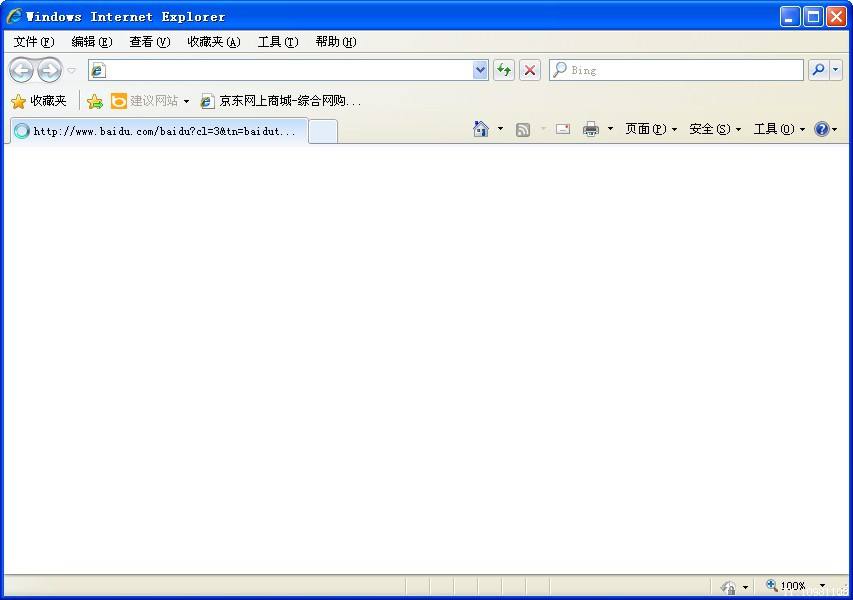 Windows Internet Explorer
文件(F) 编辑(E) 查看(V) 收藏夹(A) 工具(T) 帮助(H)
Bing
收藏夹 建议网站 京东网上商城-综合网购...
http://www.baidu.com/baidu?cl=3&tn=baidut... 页面(P) 安全(S) 工具(O)
100%